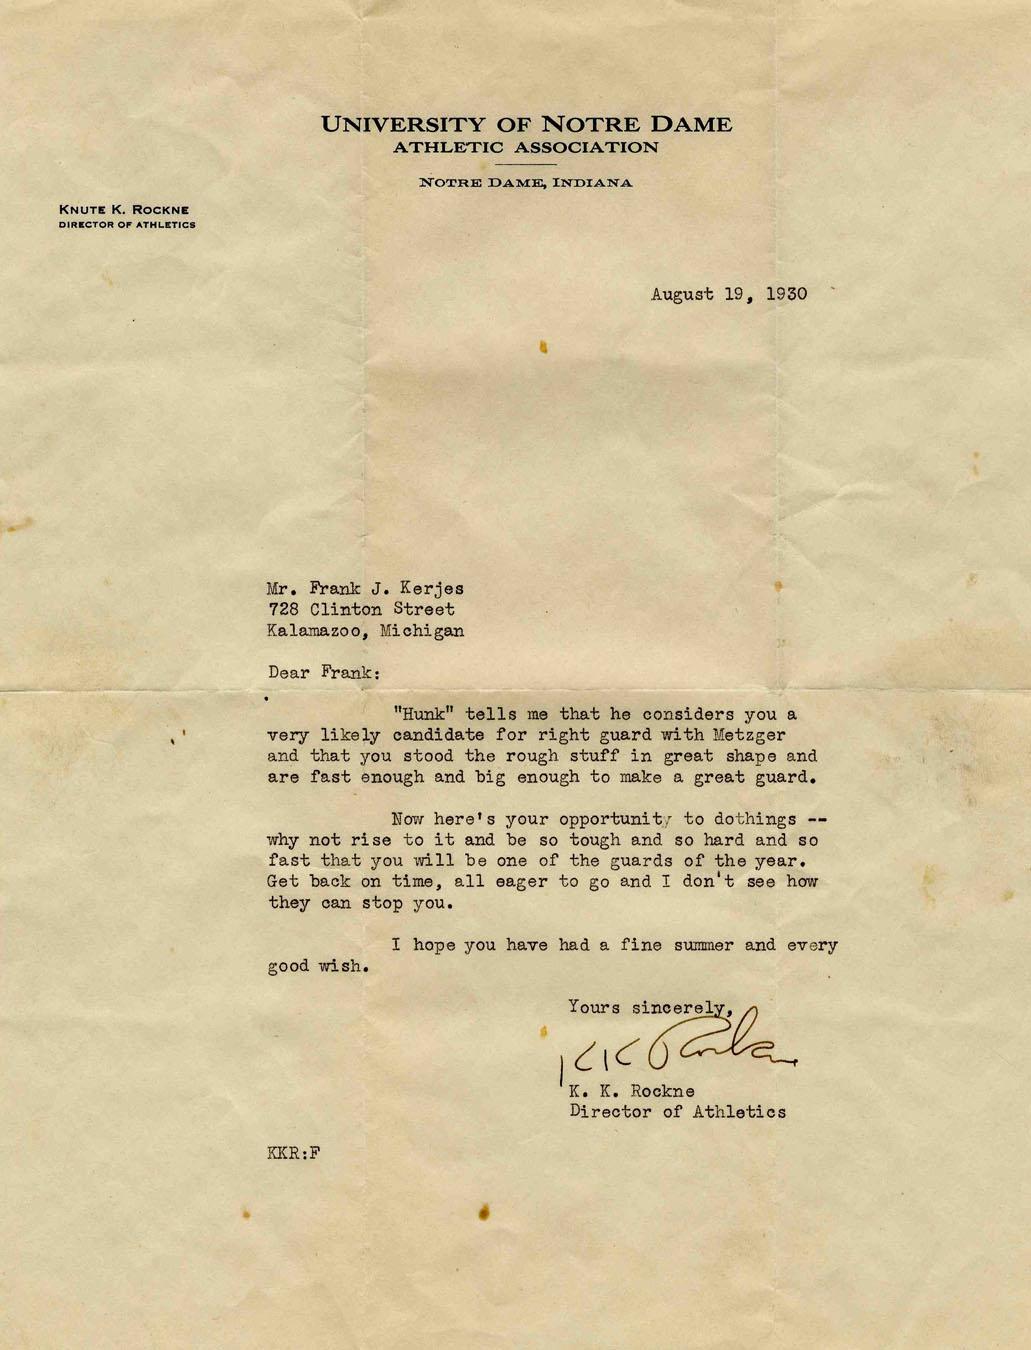 UNIVERSITY OF NOTRE DAME
ATHLETIC ASSOCIATION
NOTRE DAME, INDIANA
KNUTE K. ROCKNE
DIRECTOR OF ATHLETICS
August 19, 1930
Mr. Frank J. Kerjes
728 Clinton Street
Kalamazoo, Michigan
Dear Frank:
"Hunk" tells me that he considers you a
very likely candidate for right guard with Metzger
and that you stood the rough stuff in great shape and
are fast enough and big enough to make a great guard.
Now here's your opportunity to dothings --
why not rise to it and be so tough and so hard and so
fast that you will be one of the guards of the year.
Get back on time, all eager to go and I don't see how
they can stop you.
I hope you have had a fine summer and every
good wish.
Yours sincerely,
K K Rockne
K. K. Rockne
Director of Athletics
KKR:F